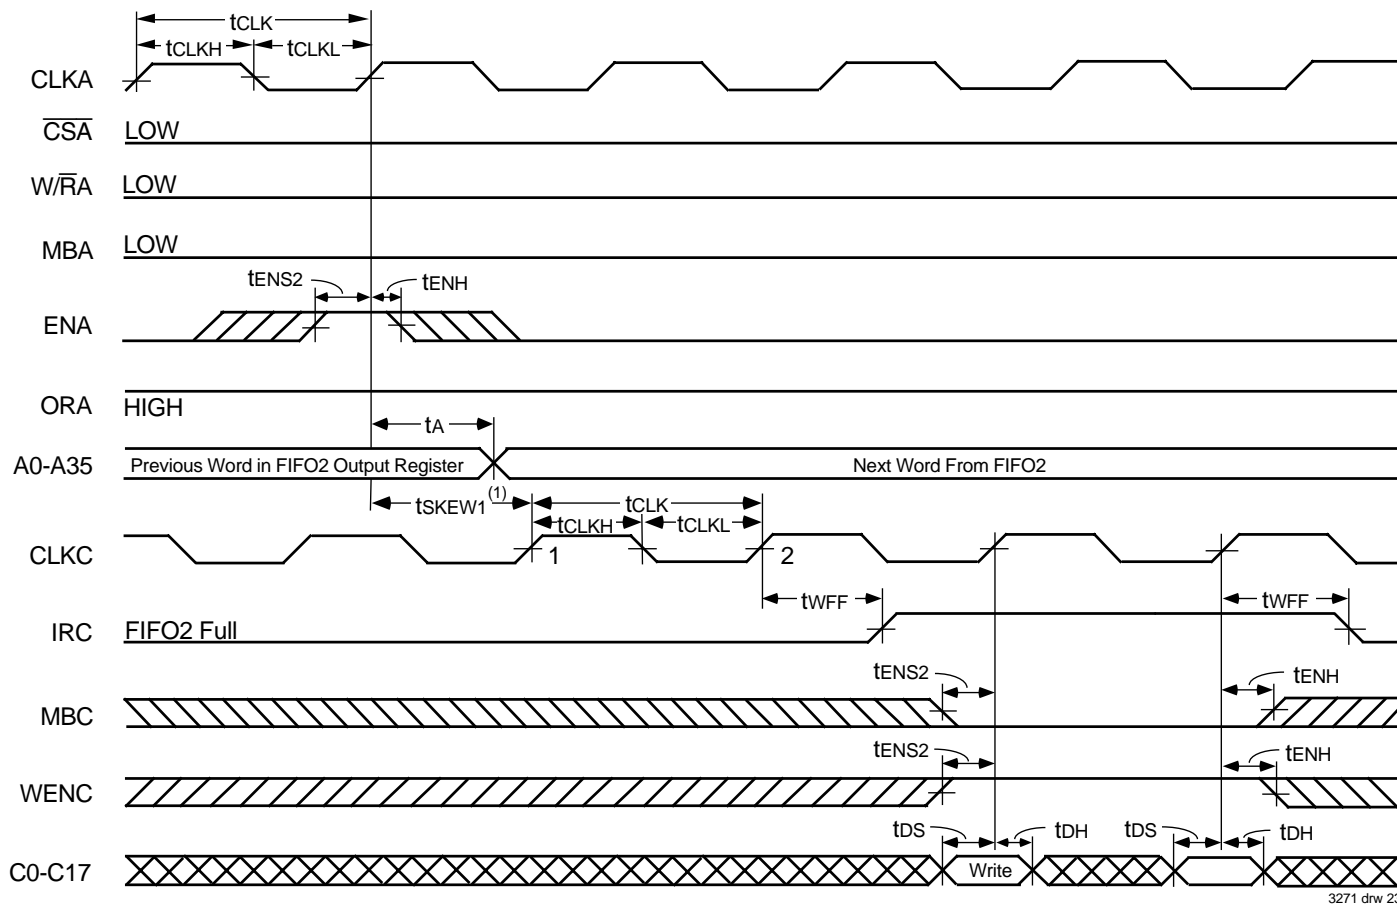 tCLK
tCLKH tCLKL
CLKA
CSA LOW
W/RA LOW
MBA LOW
tENS2 tENH
ENA
ORA HIGH
tA
A0-A35 Previous Word in FIFO2 Output Register Next Word From FIFO2
tSKEW1(1) tCLK
tCLKH tCLKL
CLKC 1 2
tWFF tWFF
IRC FIFO2 Full
tENS2 tENH
MBC
tENS2 tENH
WENC
tDS tDH tDS tDH
C0-C17 Write
3271 drw 23